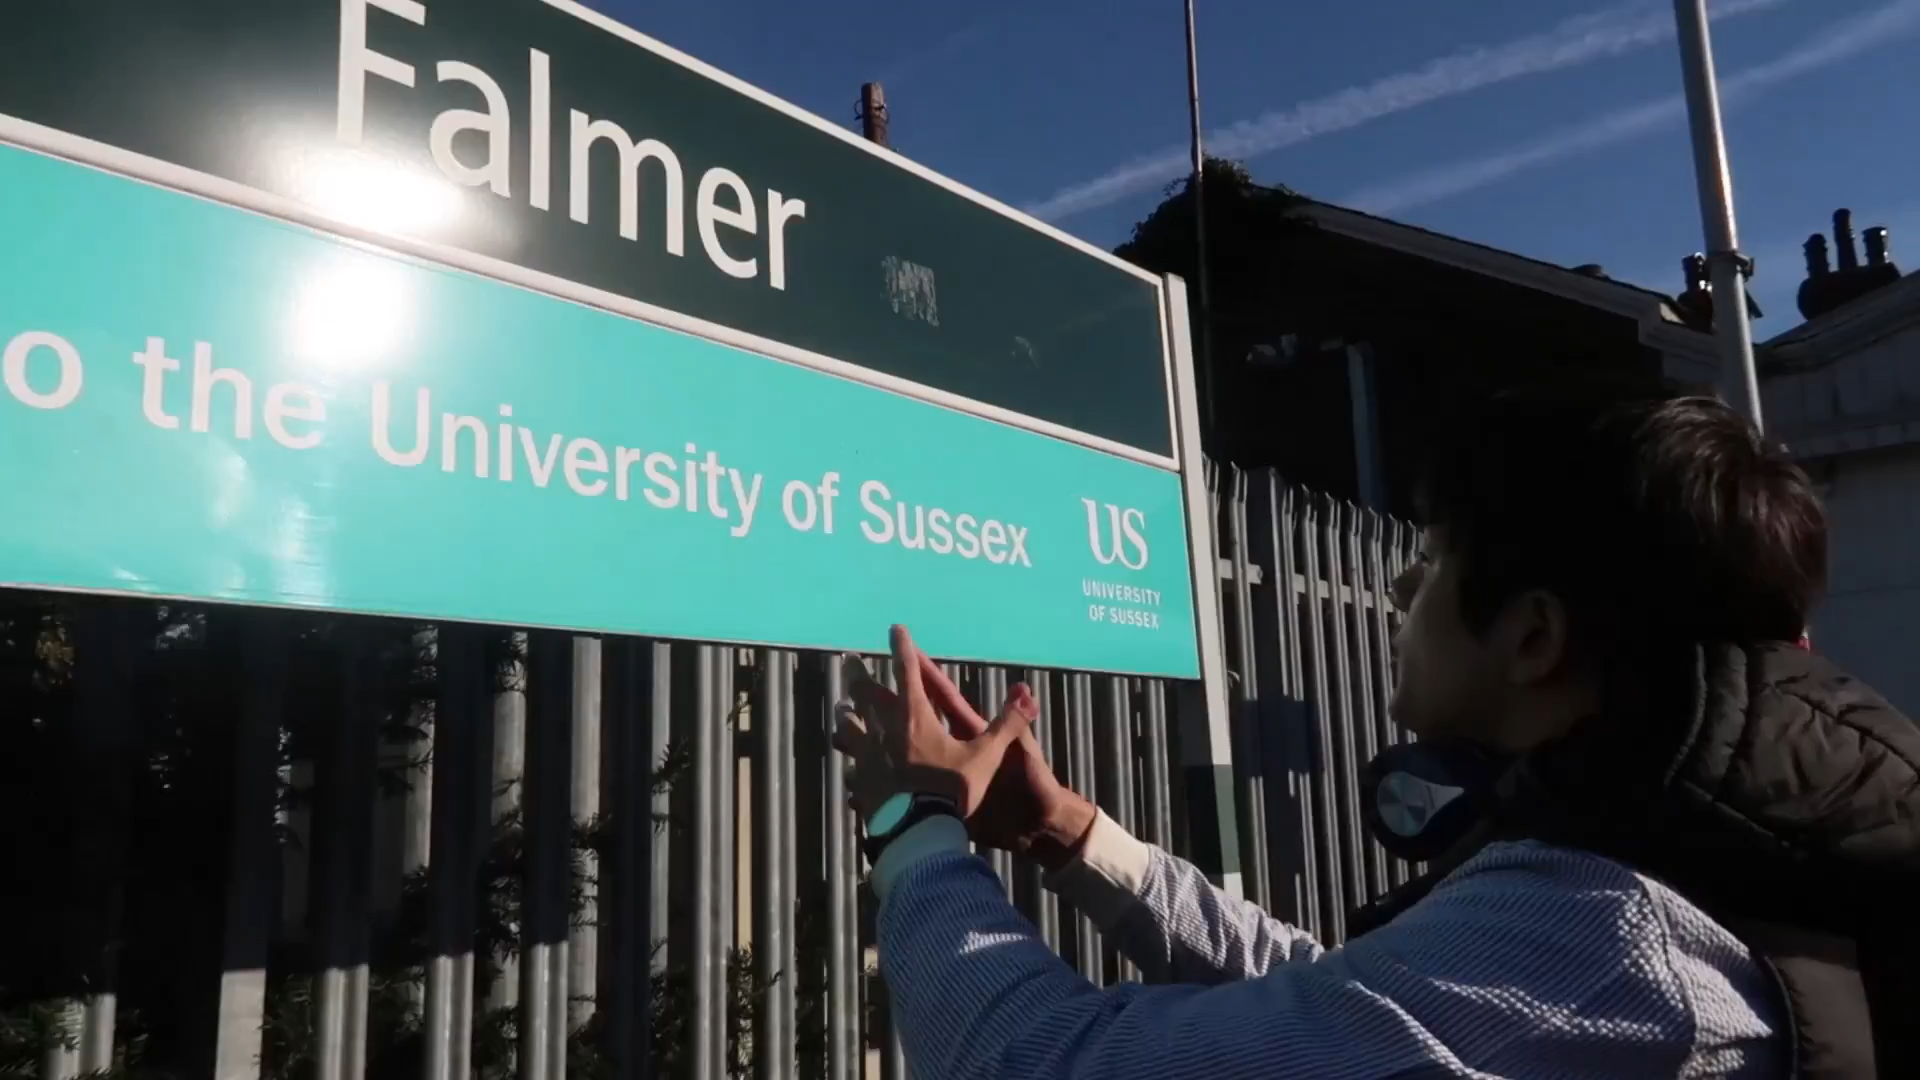 Falmer
o the University of Sussex
US
UNIVERSITY
OF SUSSEX